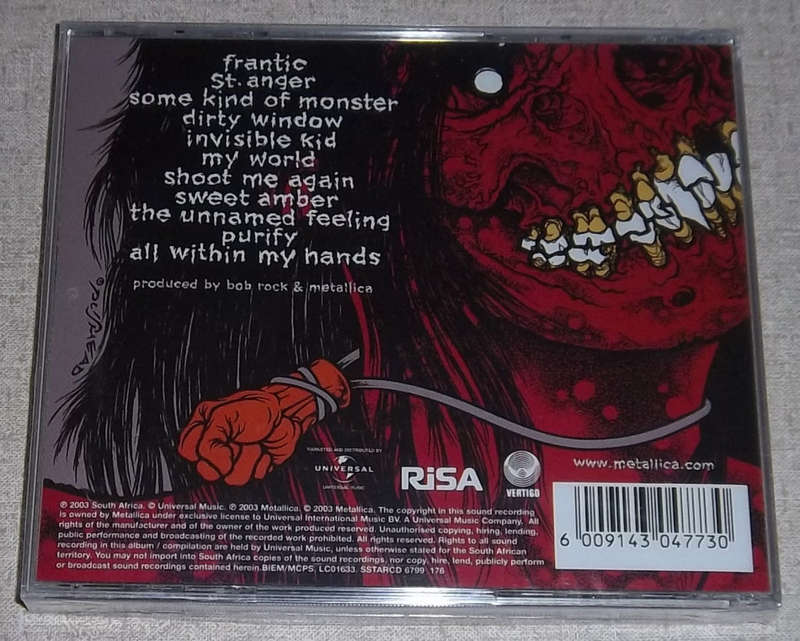 frantic
St. anger
some kind of monster
dirty window
invisible kid
my world
shoot me again
sweet amber
the unnamed feeling
purify
all within my hands
produced by bob rock & metallica
©PUSHEAD
MARKETED AND DISTRIBUTED BY
UNIVERSAL
UNIVERSAL MUSIC
RiSA
VERTIGO
www.metallica.com
℗ 2003 South Africa. © Universal Music. ℗ 2003 Metallica. © 2003 Metallica. The copyright in this sound recording
is owned by Metallica under exclusive license to Universal International Music BV. A Universal Music Company. All
rights of the manufacturer and of the owner of the work produced reserved. Unauthorised copying, hiring, lending,
public performance and broadcasting of the recorded work prohibited. All rights reserved. Rights to all sound
recording in this album / compilation are held by Universal Music, unless otherwise stated for the South African
territory. You may not import into South Africa copies of the sound recordings, nor copy, hire, lend, publicly perform
or broadcast sound recordings contained herein.BIEM/MCPS. LC01633. SSTARCD 6799 176
6 009143 047730